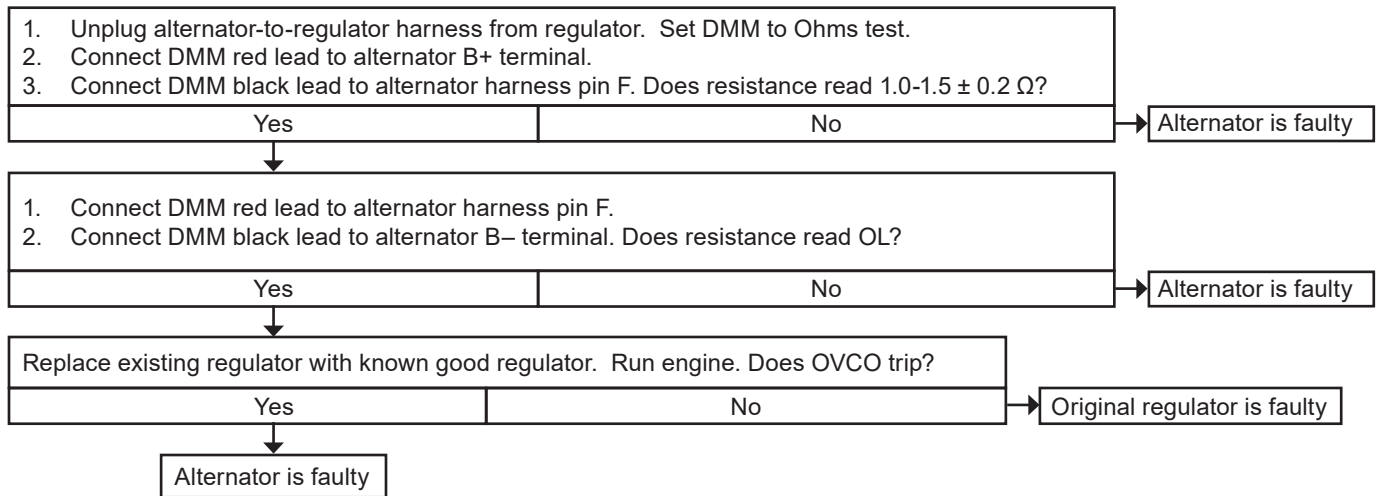 1. Unplug alternator-to-regulator harness from regulator. Set DMM to Ohms test.
2. Connect DMM red lead to alternator B+ terminal.
3. Connect DMM black lead to alternator harness pin F. Does resistance read 1.0-1.5 ± 0.2 Ω?
Yes No Alternator is faulty
1. Connect DMM red lead to alternator harness pin F.
2. Connect DMM black lead to alternator B– terminal. Does resistance read OL?
Yes No Alternator is faulty
Replace existing regulator with known good regulator. Run engine. Does OVCO trip?
Yes No Original regulator is faulty
Alternator is faulty